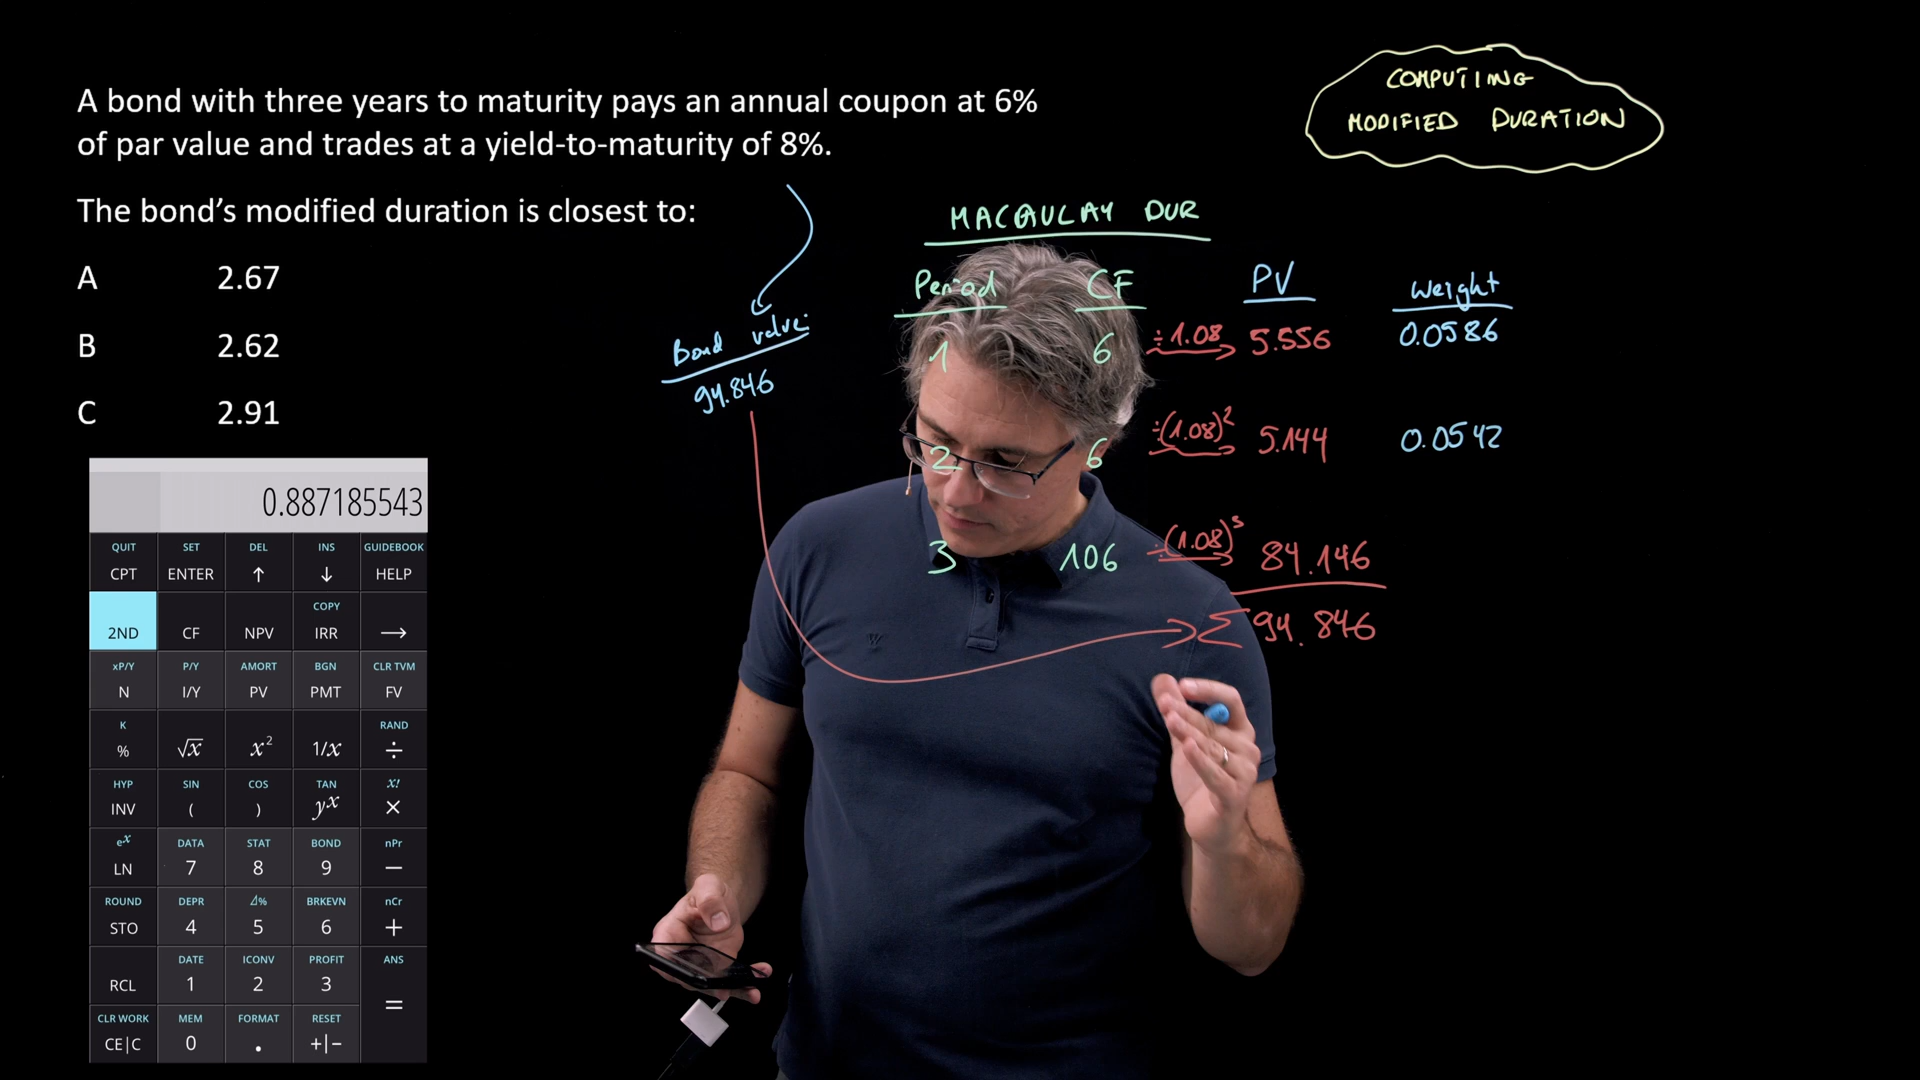 A bond with three years to maturity pays an annual coupon at 6%
of par value and trades at a yield-to-maturity of 8%.
The bond's modified duration is closest to:
A 2.67
B 2.62
C 2.91
COMPUTING
MODIFIED DURATION
MACAULAY DUR
Period CF PV Weight
1 6 ÷1.08 5.556 0.0586
2 6 ÷(1.08)² 5.144 0.0542
3 106 ÷(1.08)³ 84.146
Σ 94.846
Bond value
94.846
0.887185543
QUIT SET DEL INS GUIDEBOOK
CPT ENTER ↑ ↓ HELP
COPY
2ND CF NPV IRR →
xP/Y P/Y AMORT BGN CLR TVM
N I/Y PV PMT FV
K RAND
% √x x² 1/x ÷
HYP SIN COS TAN x!
INV ( ) yˣ ×
eˣ DATA STAT BOND nPr
LN 7 8 9 −
ROUND DEPR Δ% BRKEVN nCr
STO 4 5 6 +
DATE ICONV PROFIT ANS
RCL 1 2 3 =
CLR WORK MEM FORMAT RESET
CE|C 0 . +|−